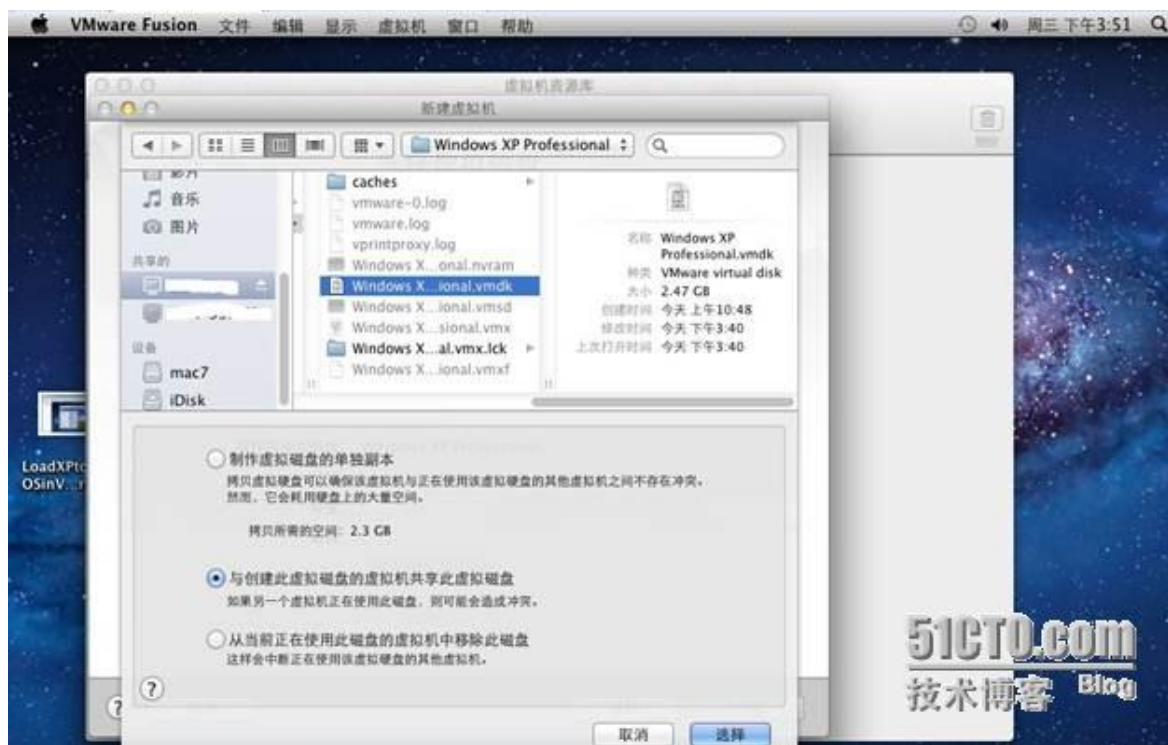 VMware Fusion 文件 编辑 显示 虚拟机 窗口 帮助 周三 下午3:51
虚拟机资源库
新建虚拟机
Windows XP Professional
影片
音乐
图片
共享的
设备
mac7
iDisk
caches
vmware-0.log
vmware.log
vprintproxy.log
Windows X...onal.nvram
Windows X...ional.vmdk
Windows X...ional.vmsd
Windows X...sional.vmx
Windows X...al.vmx.lck
Windows X...ional.vmxf
名称 Windows XP
Professional.vmdk
种类 VMware virtual disk
大小 2.47 GB
创建时间 今天 上午10:48
修改时间 今天 下午3:40
上次打开时间 今天 下午3:40
LoadXPto
OSinV...r
制作虚拟磁盘的单独副本
拷贝虚拟硬盘可以确保该虚拟机与正在使用该虚拟硬盘的其他虚拟机之间不存在冲突。
然而，它会耗用硬盘上的大量空间。
拷贝所需的空间: 2.3 GB
与创建此虚拟磁盘的虚拟机共享此虚拟磁盘
如果另一个虚拟机正在使用此磁盘，则可能会造成冲突。
从当前正在使用此磁盘的虚拟机中移除此磁盘
这样会中断正在使用该虚拟硬盘的其他虚拟机。
?
?
取消 选择
51CTO.com
技术博客 Blog